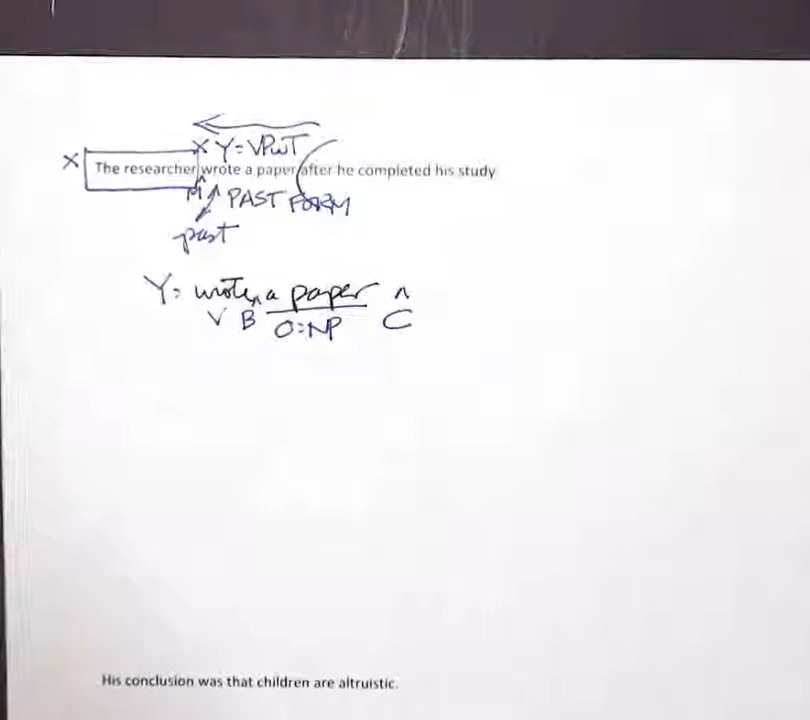 X Y=VPwT
X The researcher wrote a paper after he completed his study
M PAST FORM
past
Y= wrote a paper ^
V B O=NP C
His conclusion was that children are altruistic.